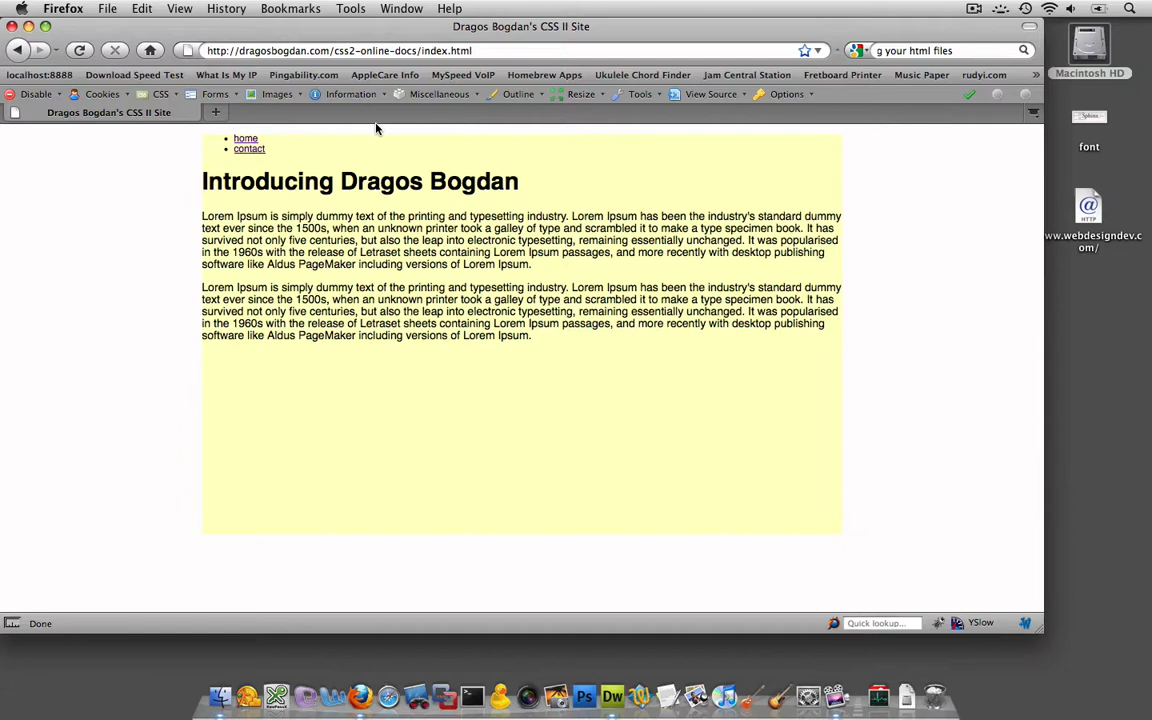 Firefox File Edit View History Bookmarks Tools Window Help
Dragos Bogdan's CSS II Site
http://dragosbogdan.com/css2-online-docs/index.html
g your html files
localhost:8888 Download Speed Test What Is My IP Pingability.com AppleCare Info MySpeed VoIP Homebrew Apps Ukulele Chord Finder Jam Central Station Fretboard Printer Music Paper rudyi.com »
Disable Cookies CSS Forms Images Information Miscellaneous Outline Resize Tools View Source Options
Dragos Bogdan's CSS II Site
home
contact
Introducing Dragos Bogdan
Lorem Ipsum is simply dummy text of the printing and typesetting industry. Lorem Ipsum has been the industry's standard dummy
text ever since the 1500s, when an unknown printer took a galley of type and scrambled it to make a type specimen book. It has
survived not only five centuries, but also the leap into electronic typesetting, remaining essentially unchanged. It was popularised
in the 1960s with the release of Letraset sheets containing Lorem Ipsum passages, and more recently with desktop publishing
software like Aldus PageMaker including versions of Lorem Ipsum.
Lorem Ipsum is simply dummy text of the printing and typesetting industry. Lorem Ipsum has been the industry's standard dummy
text ever since the 1500s, when an unknown printer took a galley of type and scrambled it to make a type specimen book. It has
survived not only five centuries, but also the leap into electronic typesetting, remaining essentially unchanged. It was popularised
in the 1960s with the release of Letraset sheets containing Lorem Ipsum passages, and more recently with desktop publishing
software like Aldus PageMaker including versions of Lorem Ipsum.
Done
Quick lookup...
YSlow
Macintosh HD
font
HTTP
www.webdesigndev.c
om/
Ps
Dw